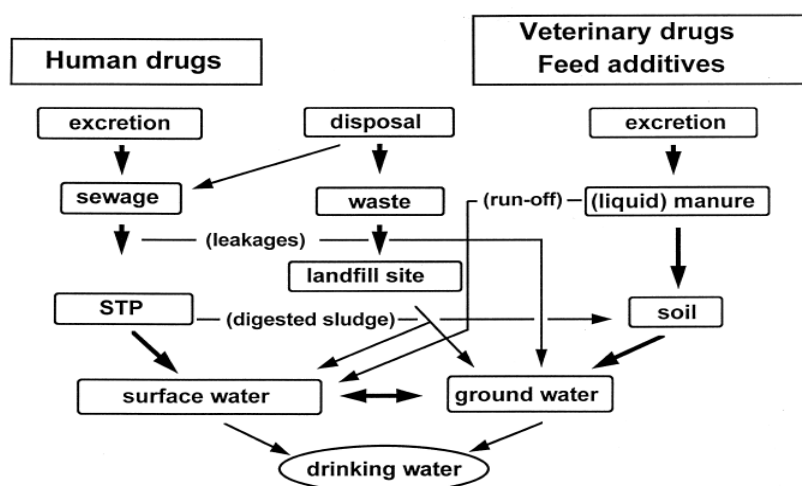 Human drugs
Veterinary drugs
Feed additives
excretion
disposal
excretion
sewage
waste
(run-off)
(liquid) manure
(leakages)
landfill site
STP
(digested sludge)
soil
surface water
ground water
drinking water